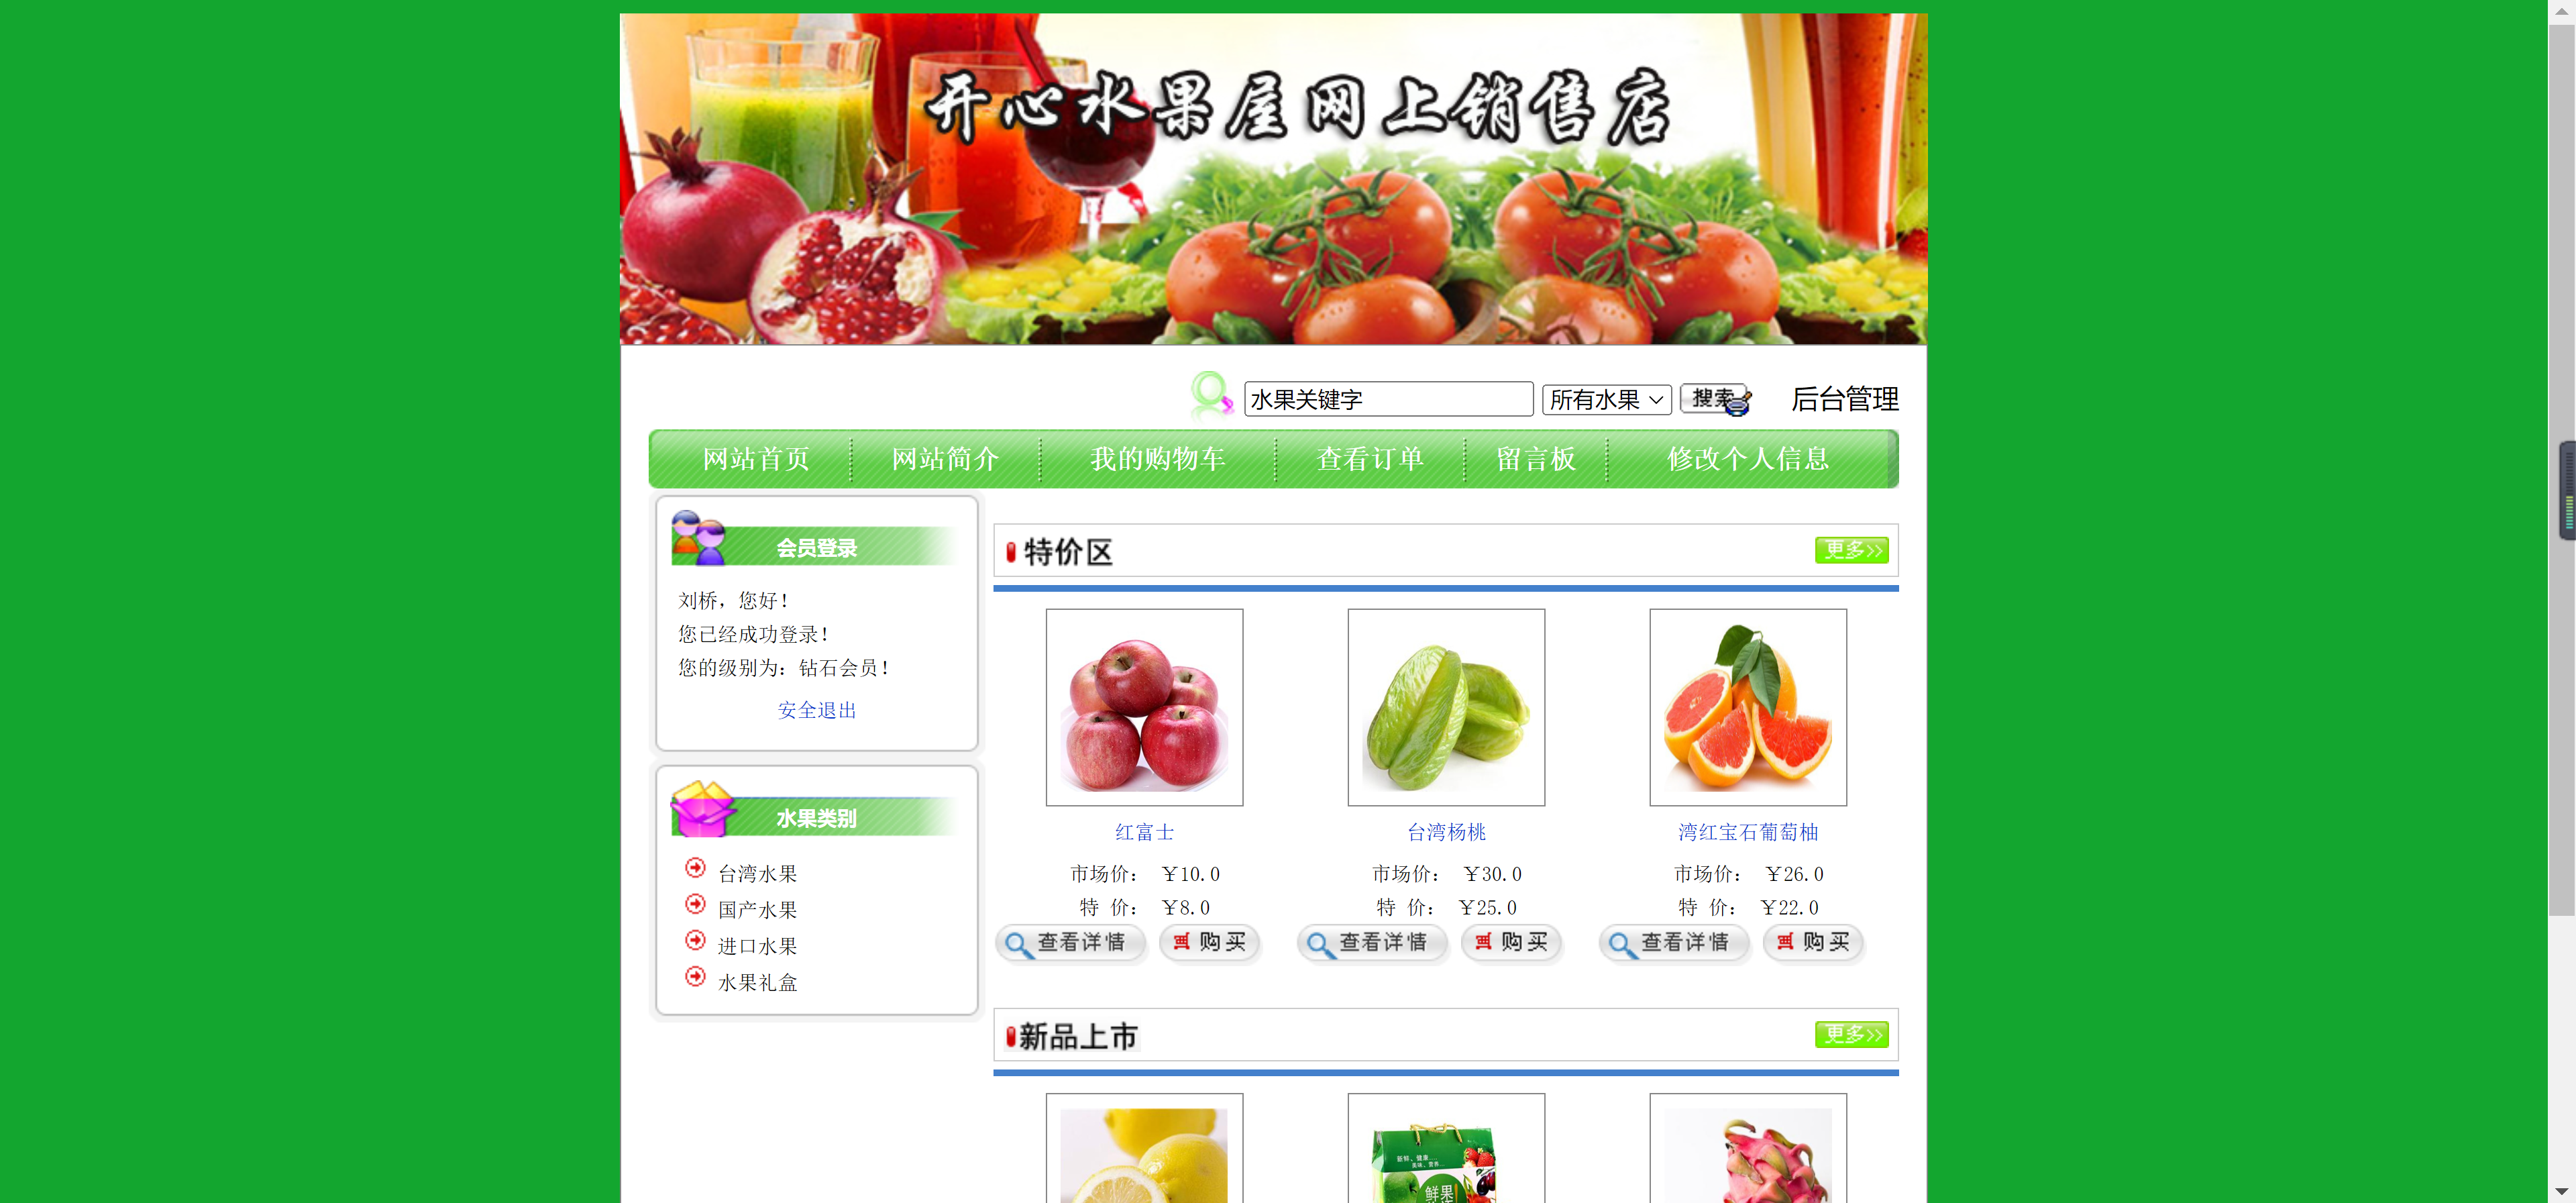 开心水果屋网上销售店
水果关键字 所有水果 搜索 后台管理
网站首页 网站简介 我的购物车 查看订单 留言板 修改个人信息
会员登录
刘桥，您好！
您已经成功登录！
您的级别为：钻石会员！
安全退出
水果类别
台湾水果
国产水果
进口水果
水果礼盒
特价区 更多>>
红富士 台湾杨桃 湾红宝石葡萄柚
市场价： ￥10.0 市场价： ￥30.0 市场价： ￥26.0
特 价： ￥8.0 特 价： ￥25.0 特 价： ￥22.0
查看详情 购买 查看详情 购买 查看详情 购买
新品上市 更多>>
新鲜、健康....
美味、营养...
鲜果